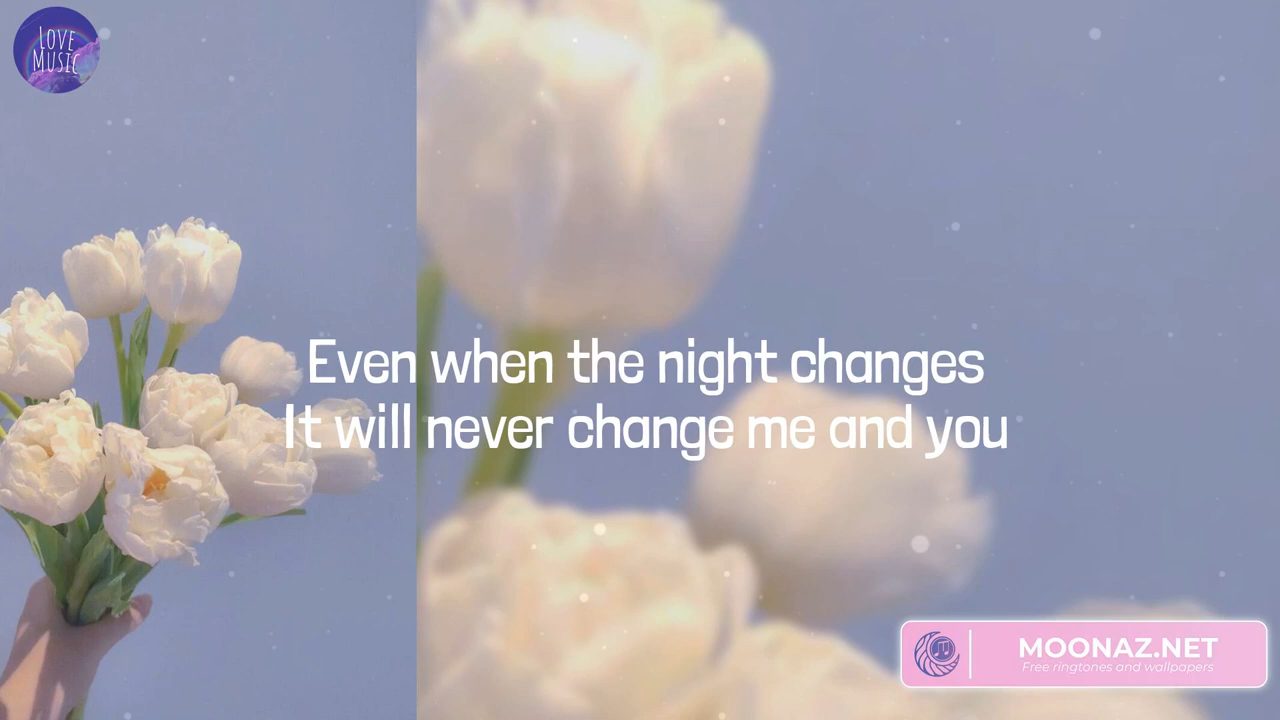 LOVE
MUSIC
Even when the night changes
It will never change me and you
MOONAZ.NET
Free ringtones and wallpapers